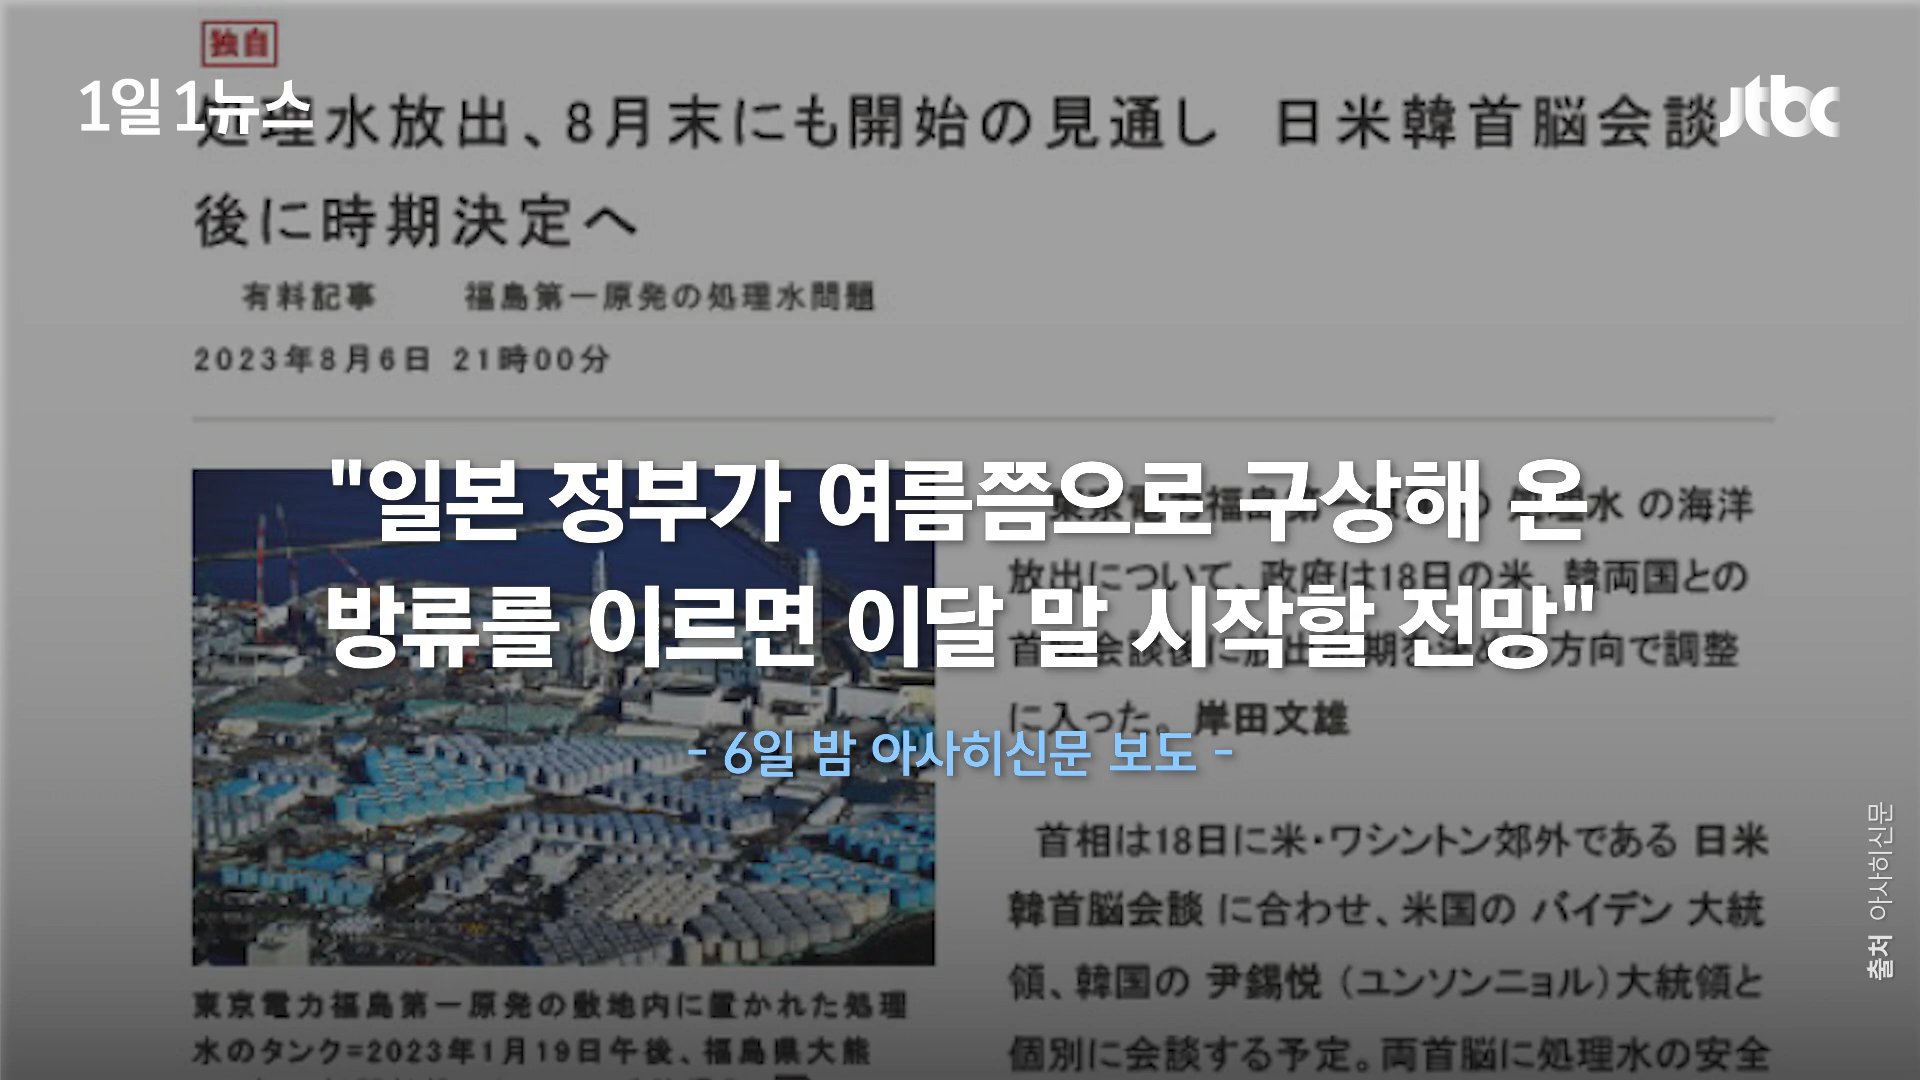 独自
1일 1뉴스
jtbc
処理水放出、8月末にも開始の見通し 日米韓首脳会談
後に時期決定へ
有料記事 福島第一原発の処理水問題
2023年8月6日 21時00分
"일본 정부가 여름쯤으로 구상해 온
방류를 이르면 이달 말 시작할 전망"
- 6일 밤 아사히신문 보도 -
の海洋
放出について、政府は18日の米、韓両国との
方向で調整
に入った。岸田文雄
首相は18日に米・ワシントン郊外である 日米
韓首脳会談 に合わせ、米国の バイデン 大統
領、韓国の 尹錫悦 (ユンソンニョル)大統領と
個別に会談する予定。両首脳に処理水の安全
東京電力福島第一原発の敷地内に置かれた処理
水のタンク=2023年1月19日午後、福島県大熊
출처 아사히신문